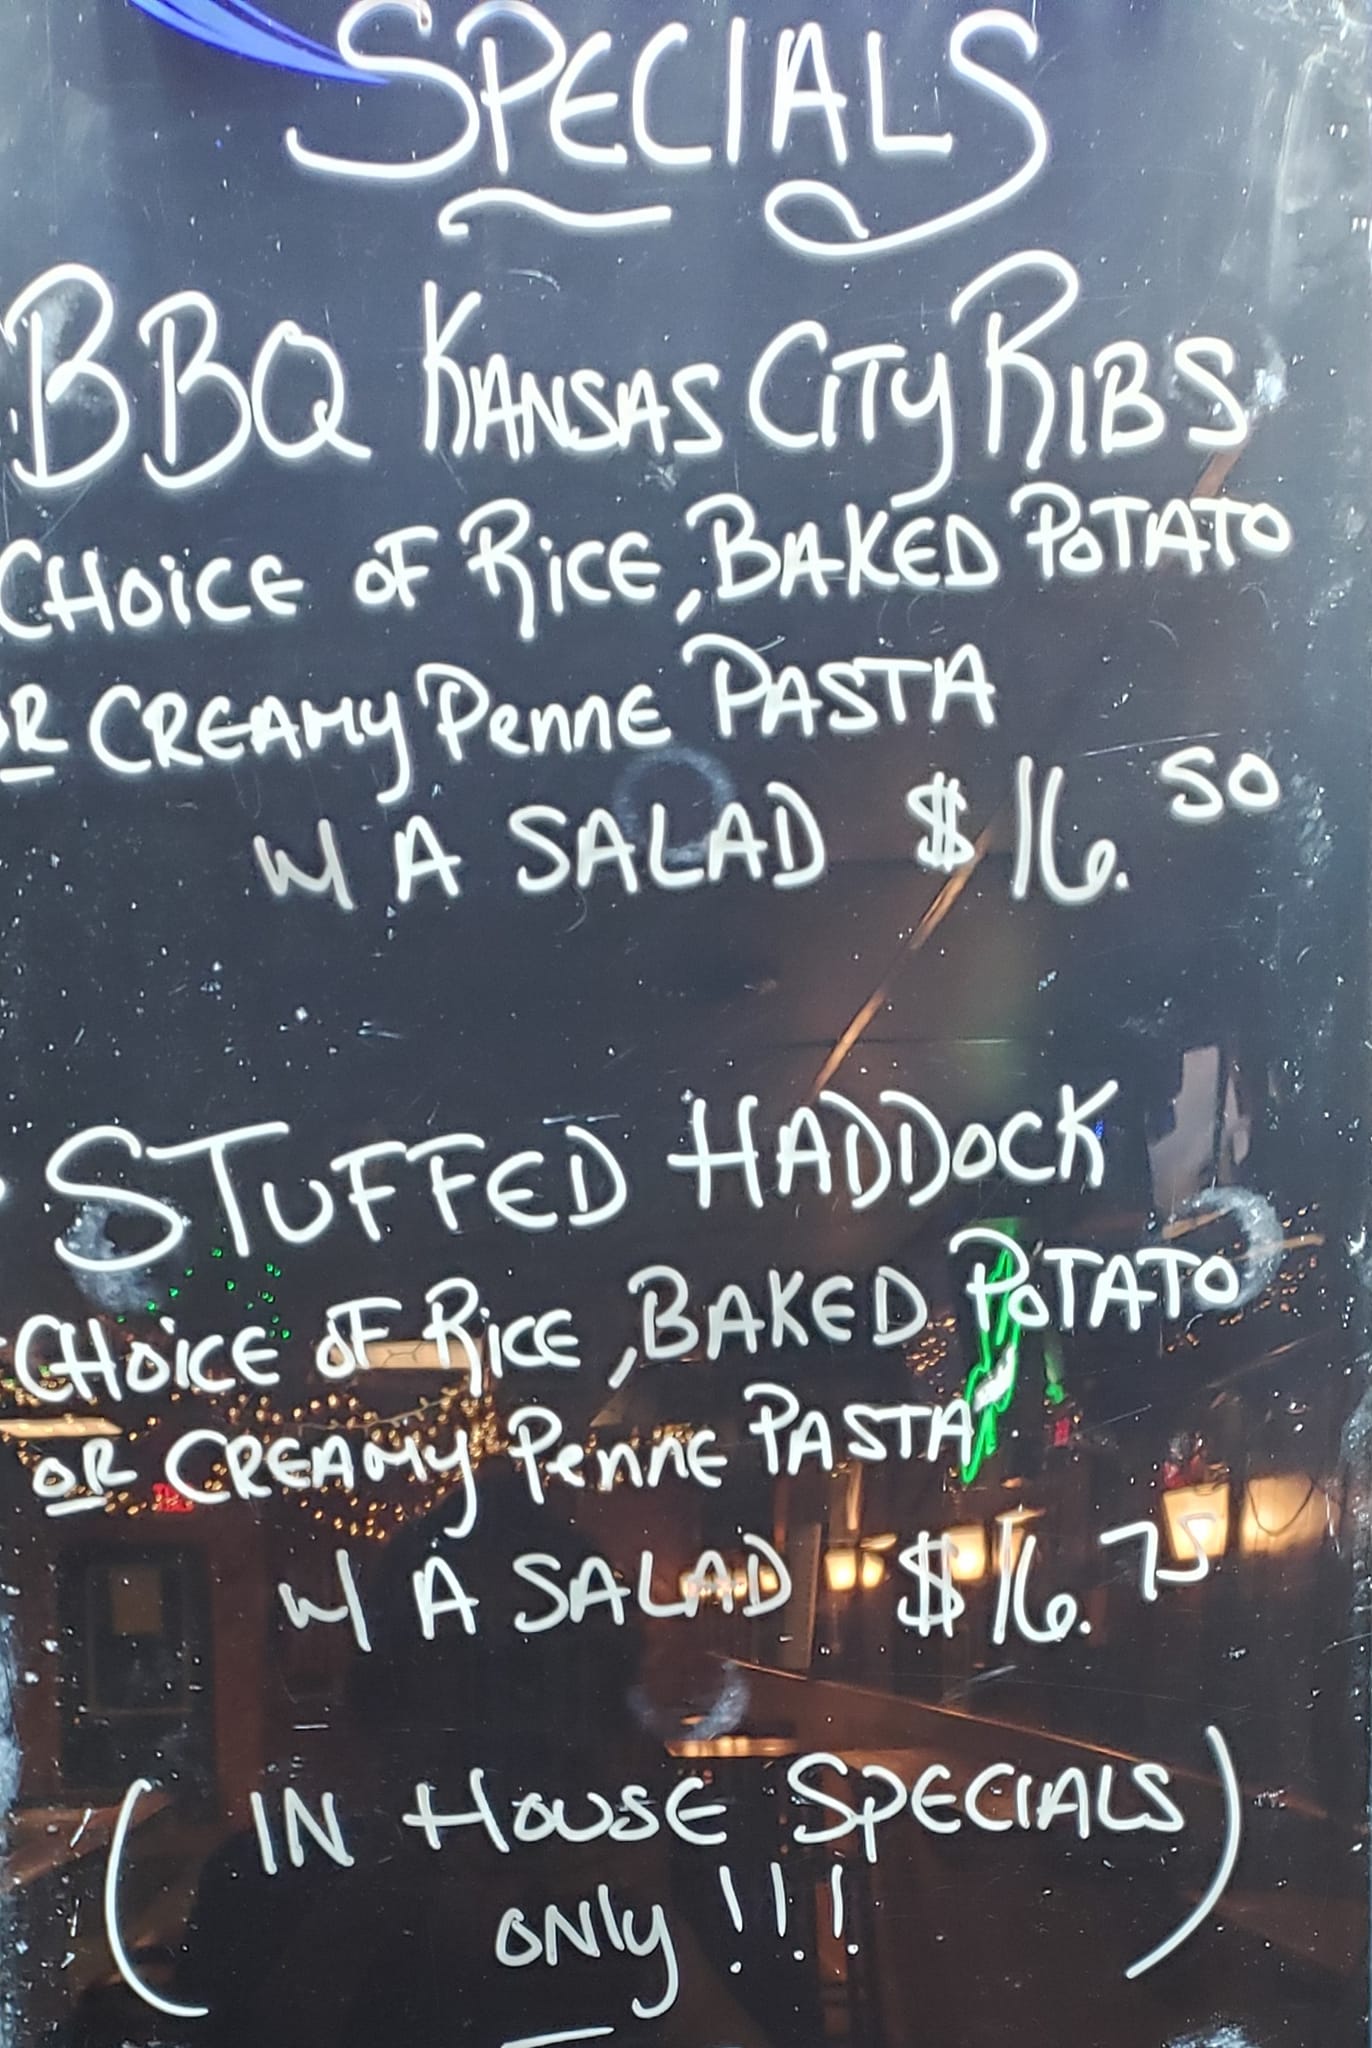 SPECIALS
BBQ KANSAS CITY RIBS
CHOICE OF RICE, BAKED POTATO
OR CREAMY PENNE PASTA
W/ A SALAD $16.50
STUFFED HADDOCK
CHOICE OF RICE, BAKED POTATO
OR CREAMY PENNE PASTA
W/ A SALAD $16.75
(IN HOUSE SPECIALS
ONLY!!!)